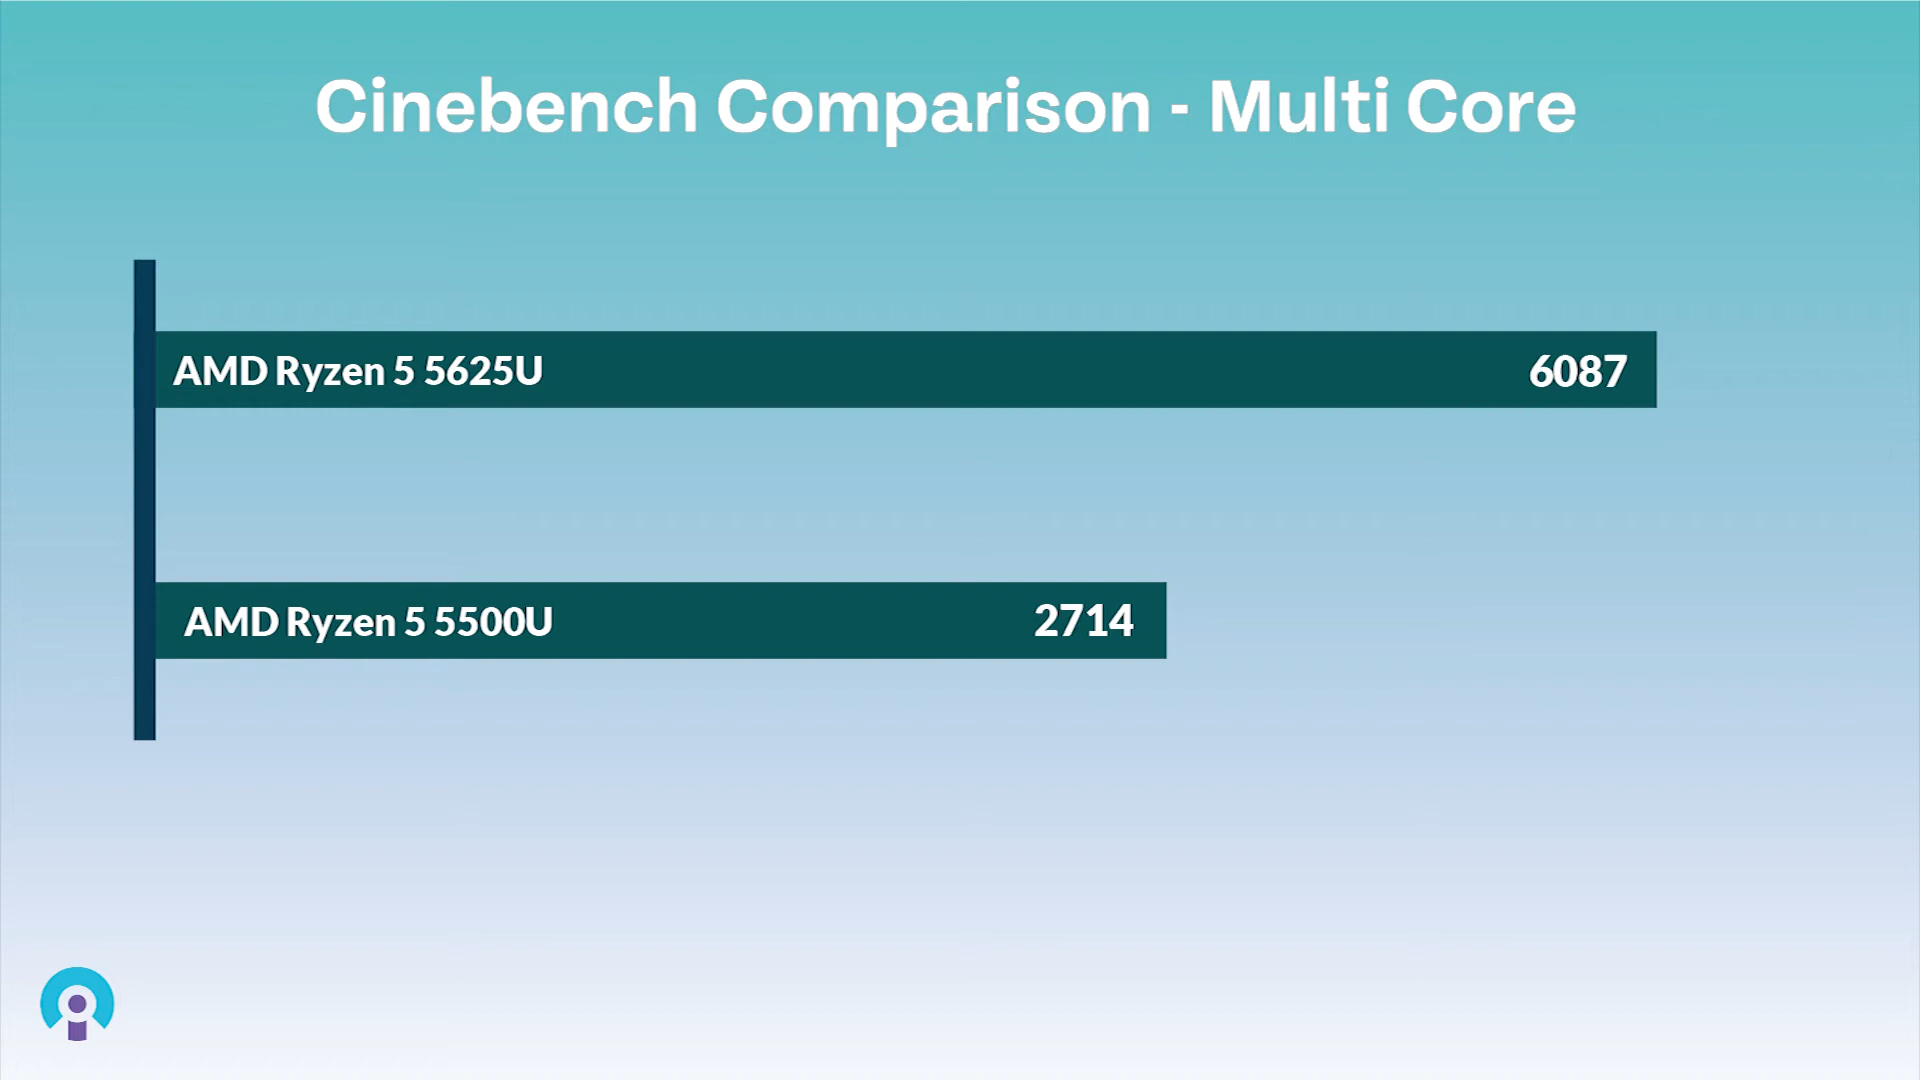 Cinebench Comparison - Multi Core
AMD Ryzen 5 5625U 6087
AMD Ryzen 5 5500U 2714